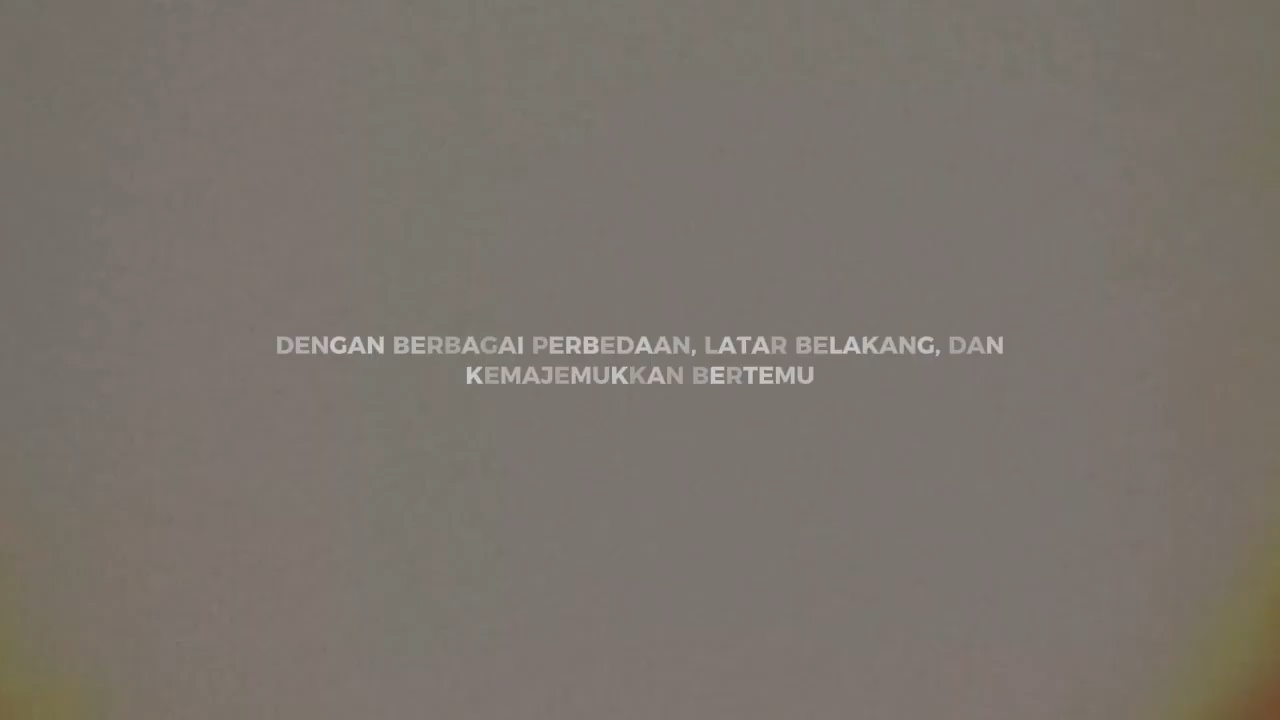 DENGAN BERBAGAI PERBEDAAN, LATAR BELAKANG, DAN
KEMAJEMUKKAN BERTEMU